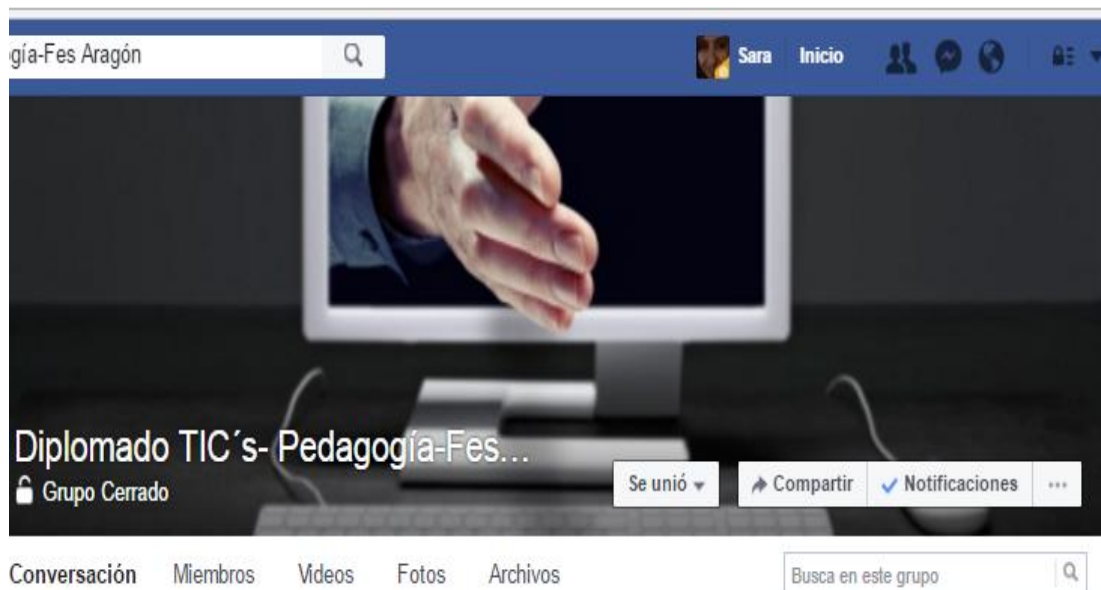 gía-Fes Aragón
Sara Inicio
Diplomado TIC´s- Pedagogía-Fes...
Grupo Cerrado
Se unió Compartir Notificaciones ...
Conversación Miembros Videos Fotos Archivos Busca en este grupo